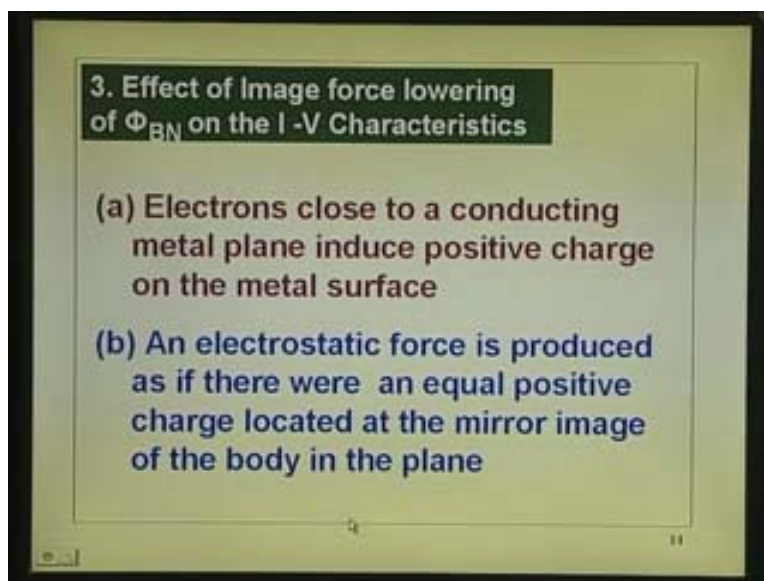 3. Effect of Image force lowering
of Φ_BN on the I -V Characteristics
(a) Electrons close to a conducting
metal plane induce positive charge
on the metal surface
(b) An electrostatic force is produced
as if there were an equal positive
charge located at the mirror image
of the body in the plane